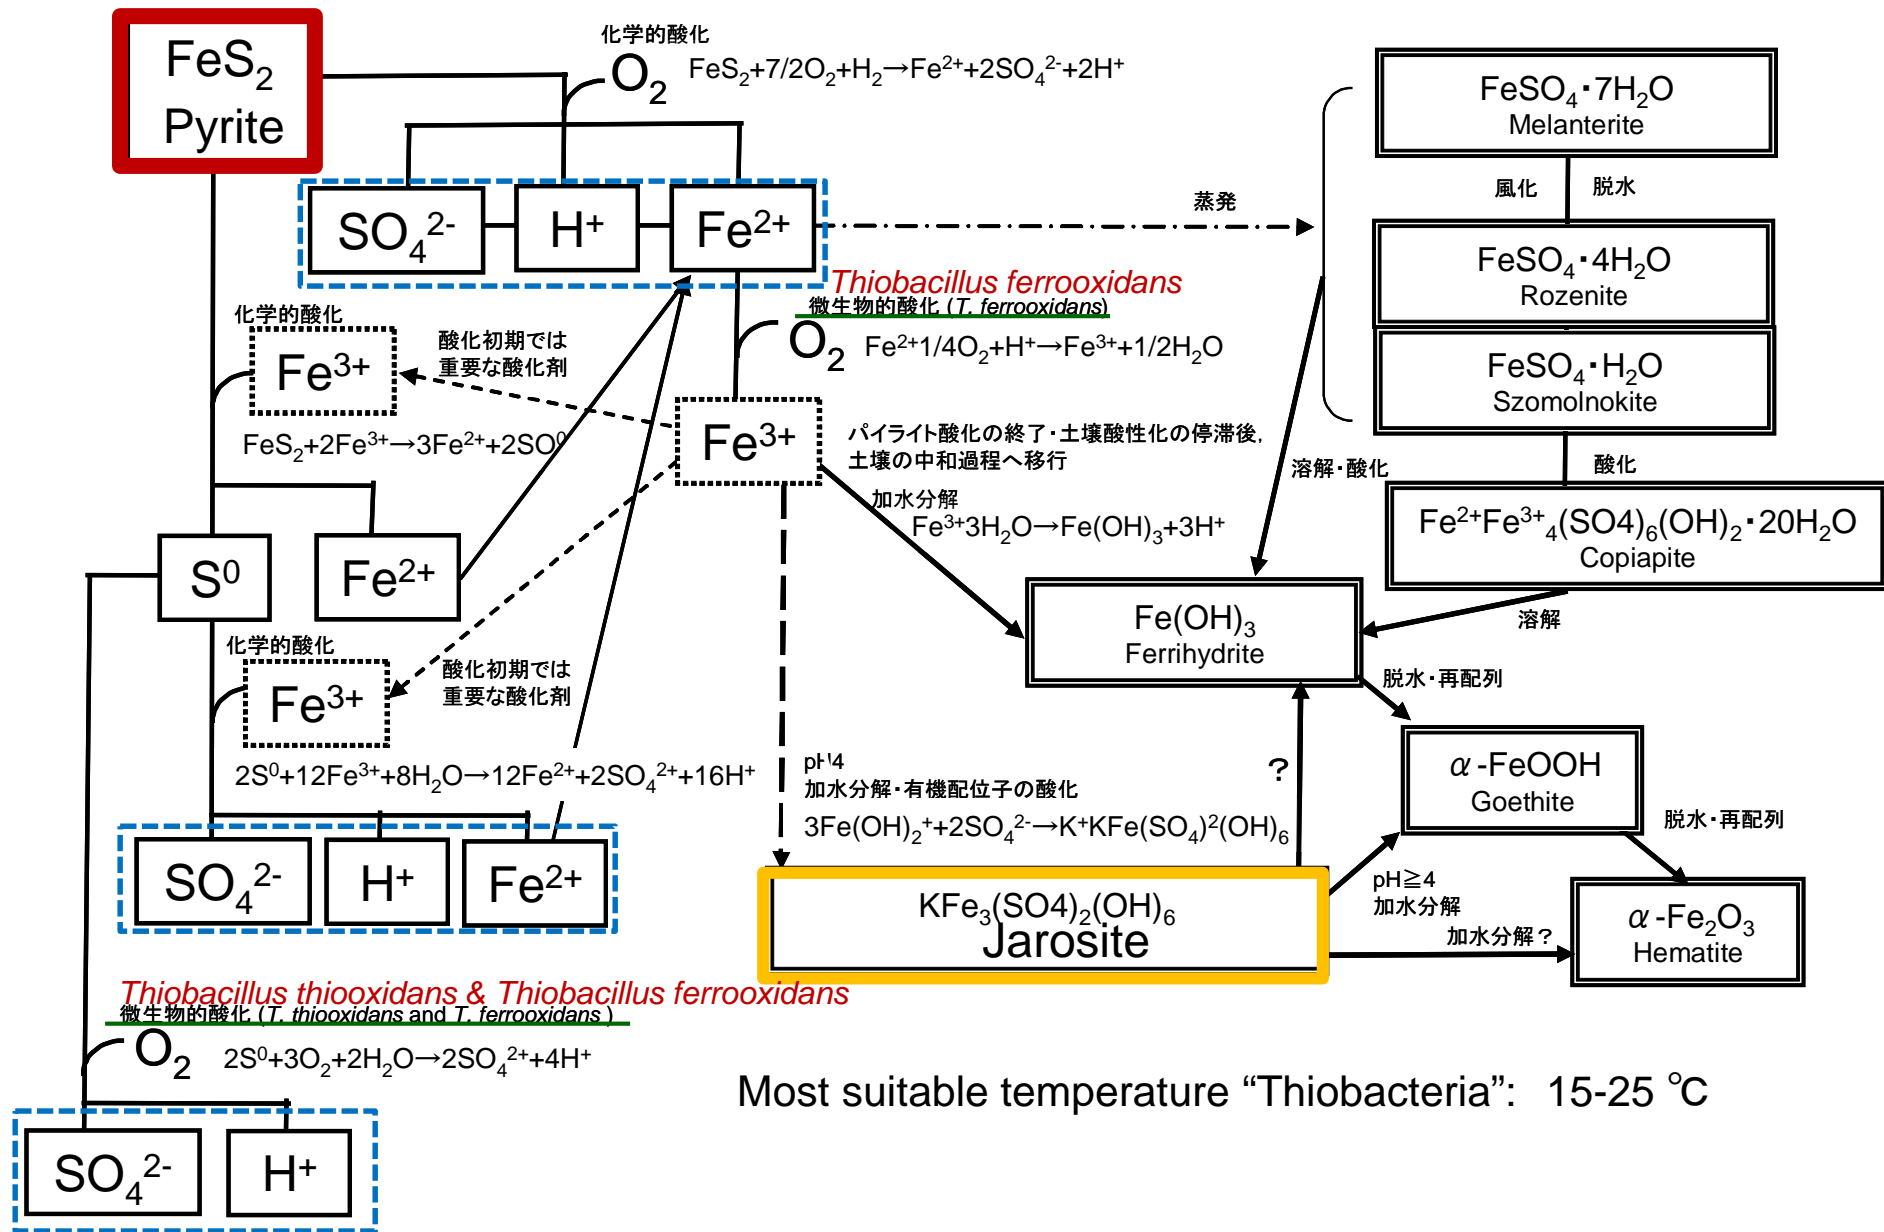 FeS₂
Pyrite
化学的酸化
O₂
FeS₂+7/2O₂+H₂→Fe²⁺+2SO₄²⁻+2H⁺
SO₄²⁻
H⁺
Fe²⁺
蒸発
Thiobacillus ferrooxidans
微生物的酸化 (T. ferrooxidans)
O₂
Fe²⁺1/4O₂+H⁺→Fe³⁺+1/2H₂O
化学的酸化
Fe³⁺
酸化初期では
重要な酸化剤
FeS₂+2Fe³⁺→3Fe²⁺+2SO⁰
Fe³⁺
パイライト酸化の終了・土壌酸性化の停滞後,
土壌の中和過程へ移行
加水分解
Fe³⁺3H₂O→Fe(OH)₃+3H⁺
S⁰
Fe²⁺
化学的酸化
Fe³⁺
酸化初期では
重要な酸化剤
2S⁰+12Fe³⁺+8H₂O→12Fe²⁺+2SO₄²⁺+16H⁺
SO₄²⁻
H⁺
Fe²⁺
Thiobacillus thiooxidans & Thiobacillus ferrooxidans
微生物的酸化 (T. thiooxidans and T. ferrooxidans )
O₂
2S⁰+3O₂+2H₂O→2SO₄²⁺+4H⁺
SO₄²⁻
H⁺
FeSO₄・7H₂O
Melanterite
風化
脱水
FeSO₄・4H₂O
Rozenite
FeSO₄・H₂O
Szomolnokite
溶解・酸化
酸化
Fe²⁺Fe³⁺₄(SO4)₆(OH)₂・20H₂O
Copiapite
溶解
Fe(OH)₃
Ferrihydrite
脱水・再配列
α-FeOOH
Goethite
脱水・再配列
α-Fe₂O₃
Hematite
?
4
加水分解・有機配位子の酸化
3Fe(OH)₂⁺+2SO₄²⁻→K⁺KFe(SO₄)²(OH)₆
KFe₃(SO4)₂(OH)₆
Jarosite
pH≧4
加水分解
加水分解？
Most suitable temperature “Thiobacteria”: 15-25 ℃